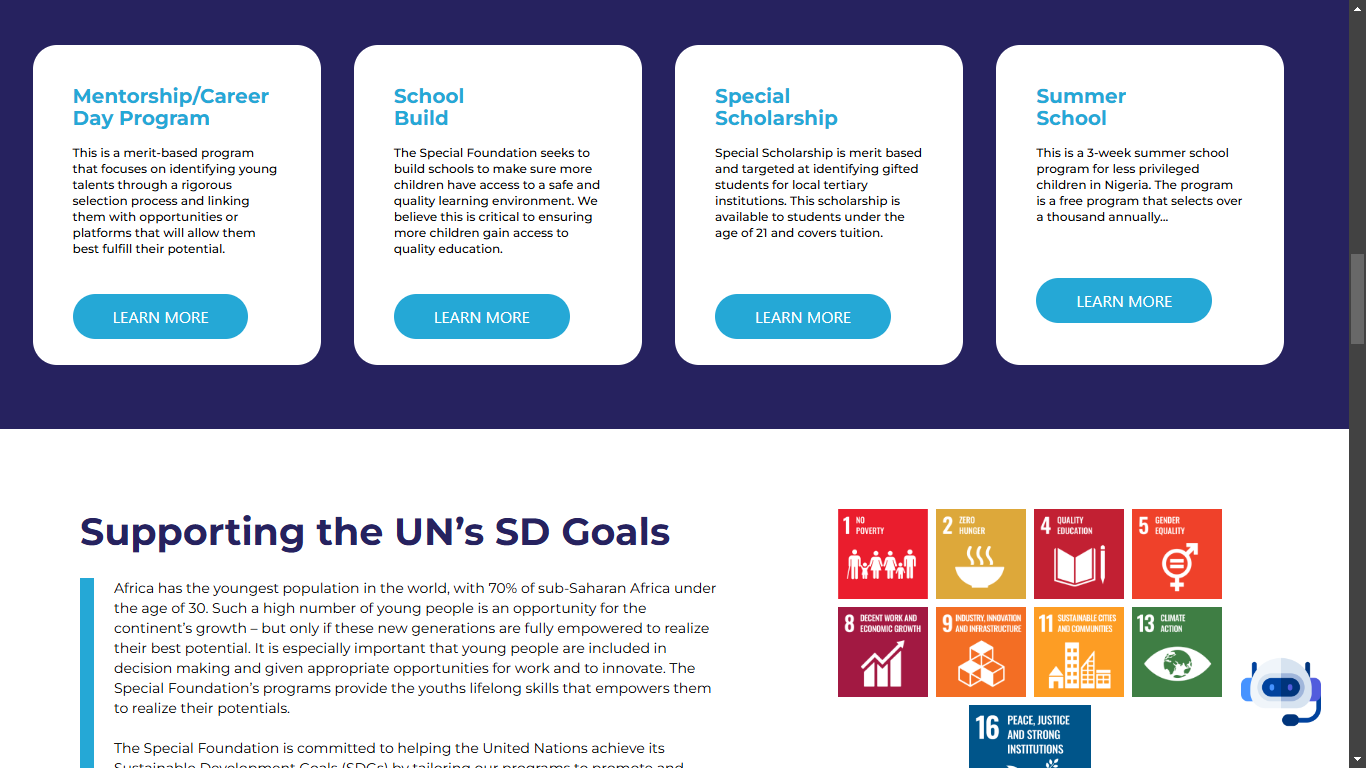 Mentorship/Career
Day Program
This is a merit-based program
that focuses on identifying young
talents through a rigorous
selection process and linking
them with opportunities or
platforms that will allow them
best fulfill their potential.
LEARN MORE
School
Build
The Special Foundation seeks to
build schools to make sure more
children have access to a safe and
quality learning environment. We
believe this is critical to ensuring
more children gain access to
quality education.
LEARN MORE
Special
Scholarship
Special Scholarship is merit based
and targeted at identifying gifted
students for local tertiary
institutions. This scholarship is
available to students under the
age of 21 and covers tuition.
LEARN MORE
Summer
School
This is a 3-week summer school
program for less privileged
children in Nigeria. The program
is a free program that selects over
a thousand annually...
LEARN MORE
Supporting the UN's SD Goals
Africa has the youngest population in the world, with 70% of sub-Saharan Africa under
the age of 30. Such a high number of young people is an opportunity for the
continent's growth – but only if these new generations are fully empowered to realize
their best potential. It is especially important that young people are included in
decision making and given appropriate opportunities for work and to innovate. The
Special Foundation's programs provide the youths lifelong skills that empowers them
to realize their potentials.
The Special Foundation is committed to helping the United Nations achieve its
Sustainable Development Goals (SDGs) by tailoring our programs to promote and
1 NO
POVERTY
2 ZERO
HUNGER
4 QUALITY
EDUCATION
5 GENDER
EQUALITY
8 DECENT WORK AND
ECONOMIC GROWTH
9 INDUSTRY, INNOVATION
AND INFRASTRUCTURE
11 SUSTAINABLE CITIES
AND COMMUNITIES
13 CLIMATE
ACTION
16 PEACE, JUSTICE
AND STRONG
INSTITUTIONS